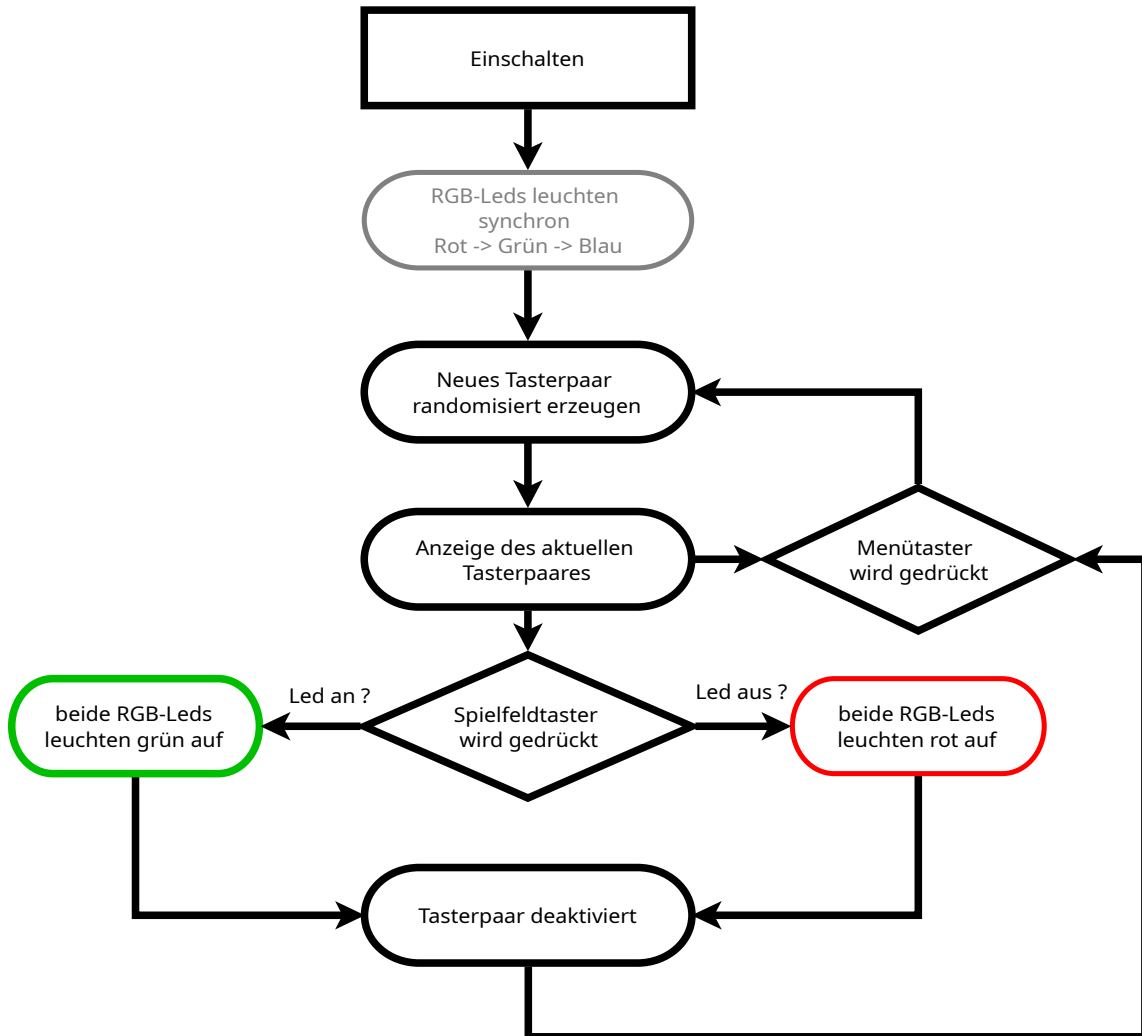 Einschalten
RGB-Leds leuchten
synchron
Rot -> Grün -> Blau
Neues Tasterpaar
randomisiert erzeugen
Anzeige des aktuellen
Tasterpaares
Menütaster
wird gedrückt
Led an ?
Led aus ?
beide RGB-Leds
leuchten grün auf
Spielfeldtaster
wird gedrückt
beide RGB-Leds
leuchten rot auf
Tasterpaar deaktiviert